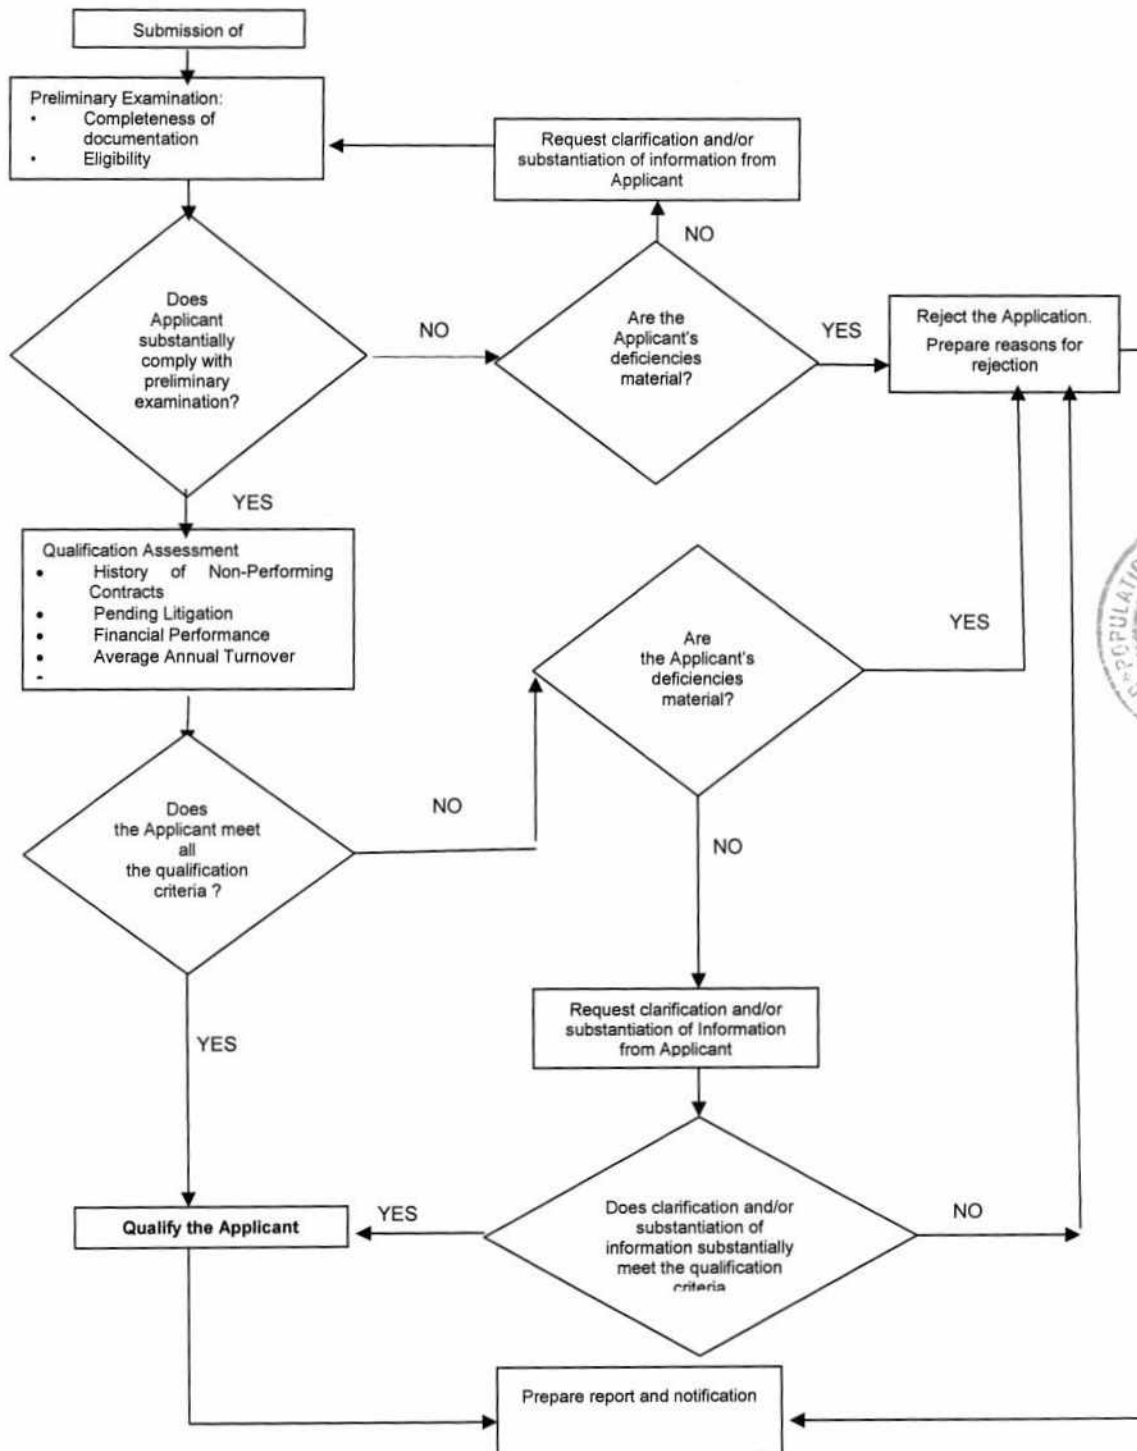 Submission of
Preliminary Examination:
• Completeness of
documentation
• Eligibility
Request clarification and/or
substantiation of information from
Applicant
NO
Does
Applicant
substantially
comply with
preliminary
examination?
NO
Are the
Applicant's
deficiencies
material?
YES
Reject the Application.
Prepare reasons for
rejection
YES
Qualification Assessment
• History of Non-Performing
Contracts
• Pending Litigation
• Financial Performance
• Average Annual Turnover
-
Are
the Applicant's
deficiencies
material?
YES
POPULATIO
Does
the Applicant meet
all
the qualification
criteria ?
NO
NO
Request clarification and/or
substantiation of Information
from Applicant
YES
Qualify the Applicant
YES
Does clarification and/or
substantiation of
information substantially
meet the qualification
criteria
NO
Prepare report and notification